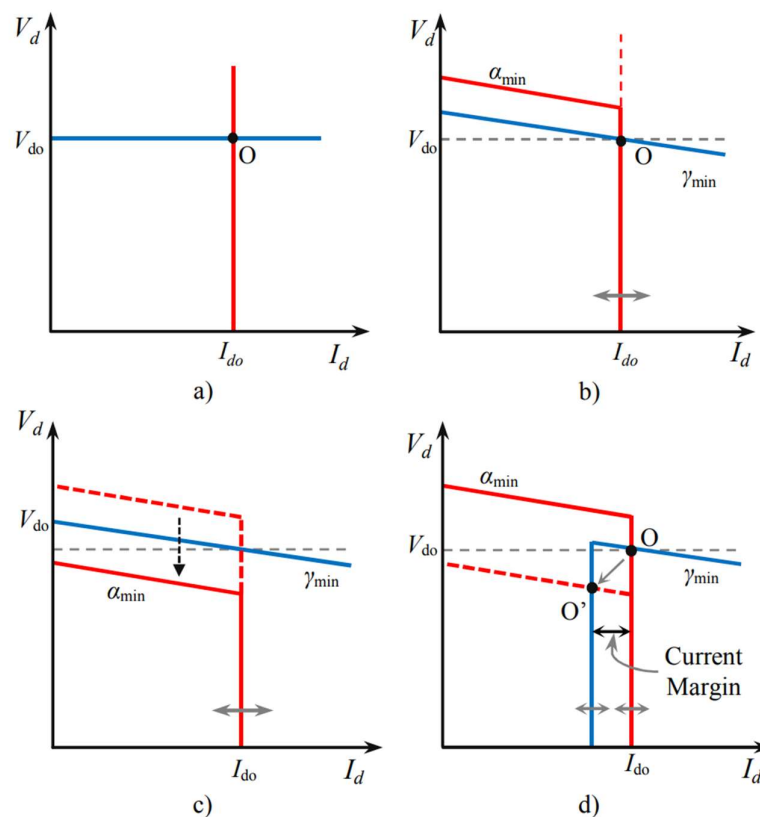 V_d
V_do
O
I_do
I_d
a)
V_d
α_min
V_do
O
γ_min
I_do
I_d
b)
V_d
V_do
γ_min
α_min
I_do
I_d
c)
V_d
α_min
V_do
O
γ_min
O’
Current
Margin
I_do
I_d
d)